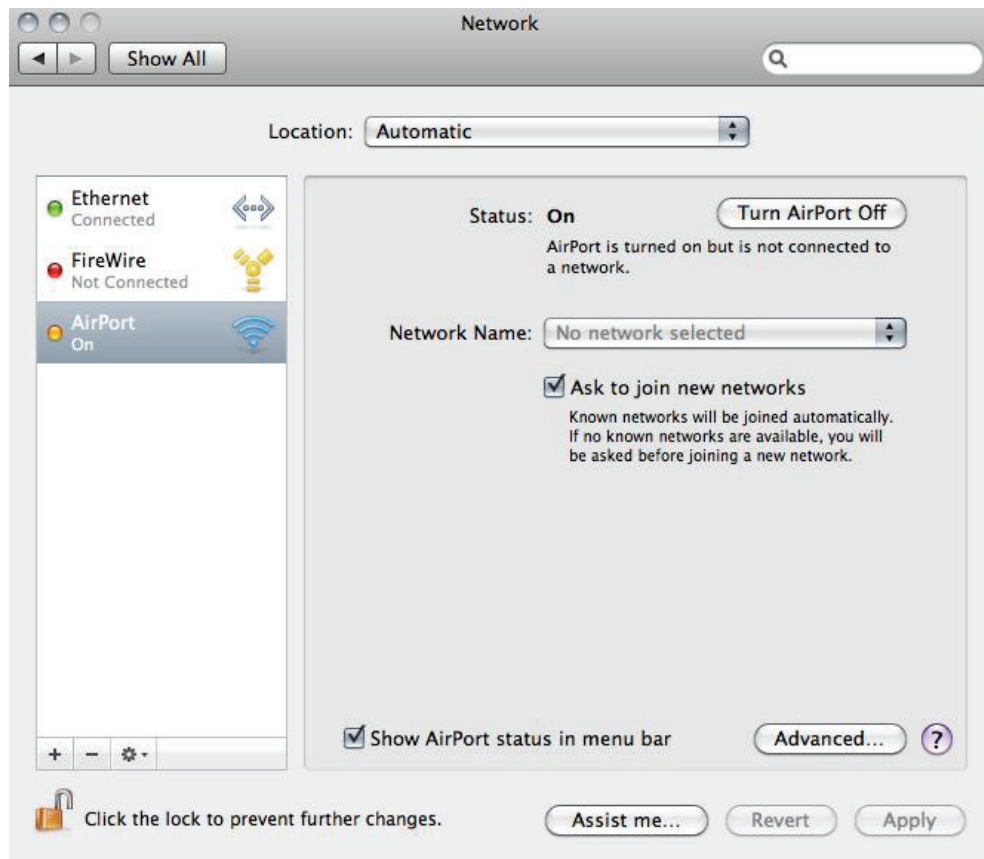 Network
Show All
Location: Automatic
Ethernet
Connected
FireWire
Not Connected
AirPort
On
Status: On
Turn AirPort Off
AirPort is turned on but is not connected to
a network.
Network Name: No network selected
Ask to join new networks
Known networks will be joined automatically.
If no known networks are available, you will
be asked before joining a new network.
Show AirPort status in menu bar
Advanced...
?
Click the lock to prevent further changes.
Assist me...
Revert
Apply